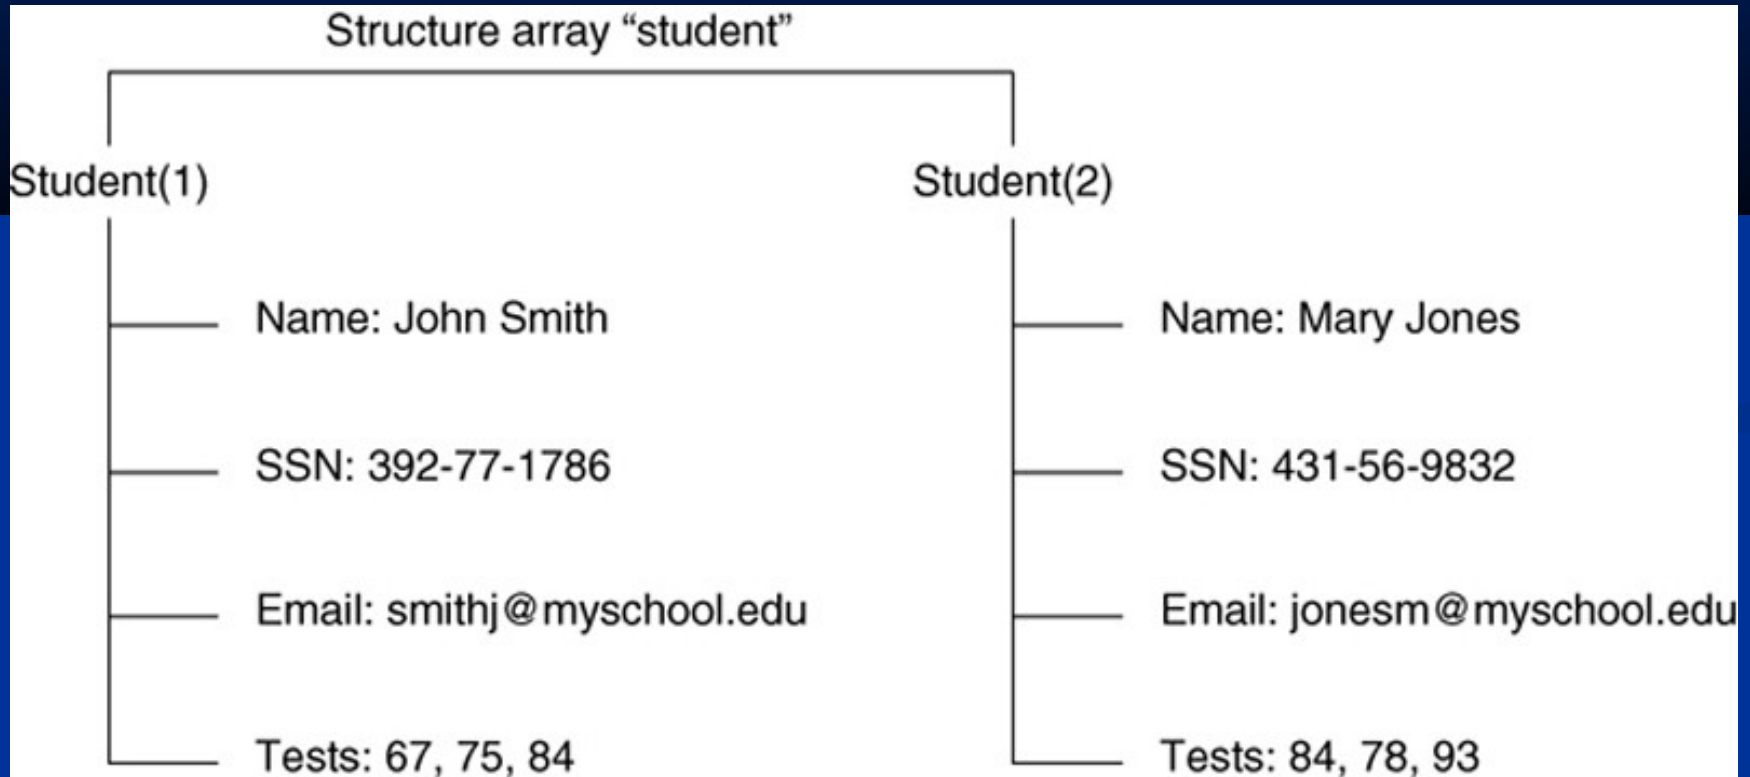 Structure array “student”
Student(1)
Student(2)
Name: John Smith
Name: Mary Jones
SSN: 392-77-1786
SSN: 431-56-9832
Email: smithj@myschool.edu
Email: jonesm@myschool.edu
Tests: 67, 75, 84
Tests: 84, 78, 93